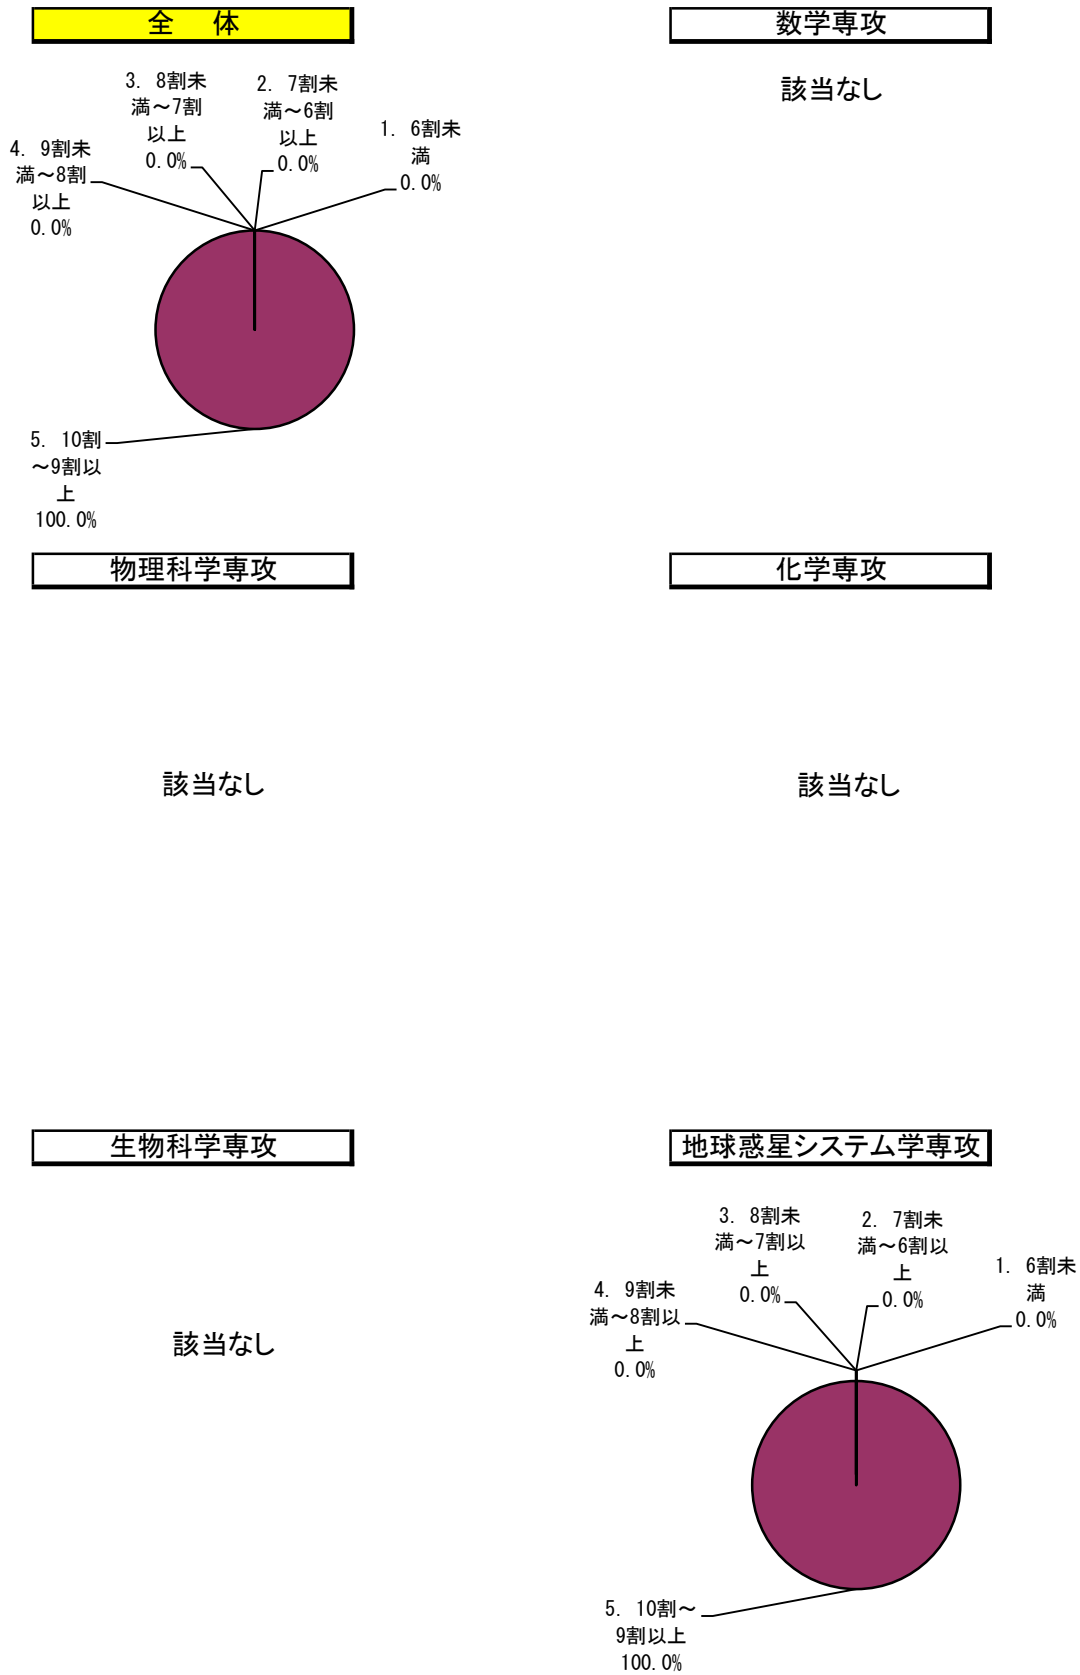 全　体
数学専攻
3. 8割未
満～7割
以上
0.0%
2. 7割未
満～6割
以上
0.0%
1. 6割未
満
0.0%
4. 9割未
満～8割
以上
0.0%
5. 10割
～9割以
上
100.0%
該当なし
物理科学専攻
化学専攻
該当なし
該当なし
生物科学専攻
地球惑星システム学専攻
該当なし
3. 8割未
満～7割以
上
0.0%
2. 7割未
満～6割以
上
0.0%
1. 6割未
満
0.0%
4. 9割未
満～8割以
上
0.0%
5. 10割～
9割以上
100.0%